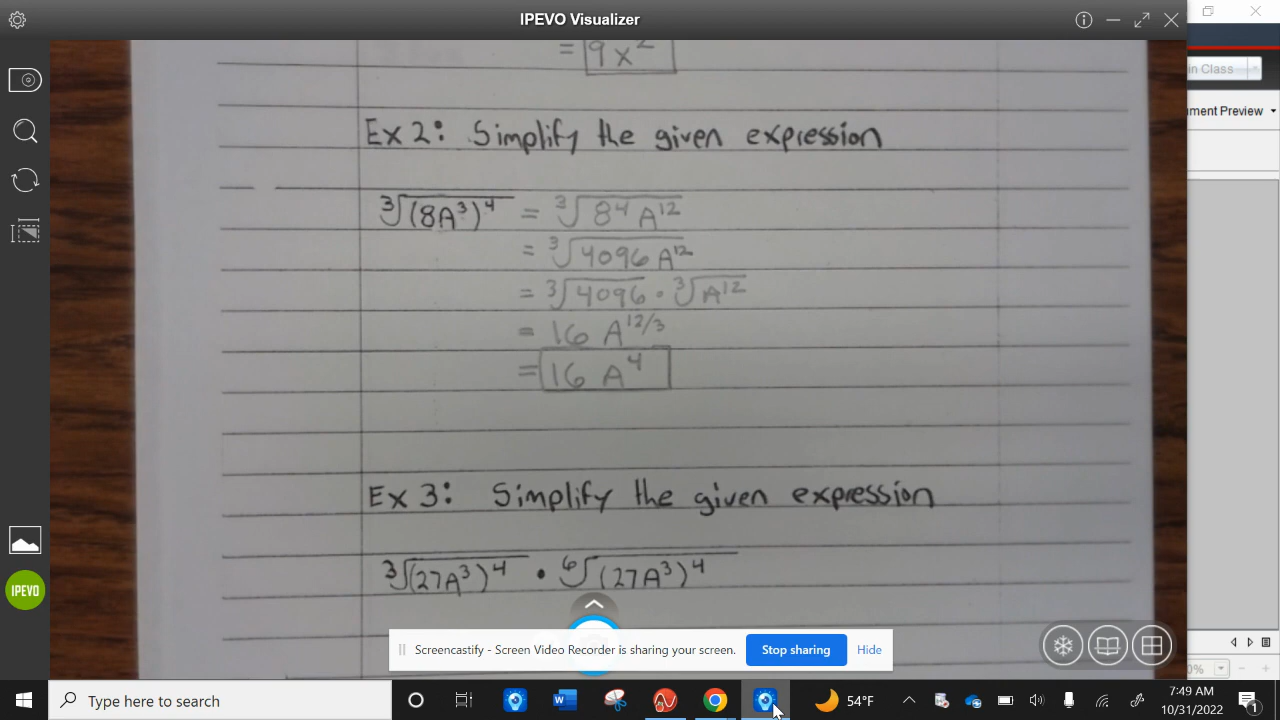 IPEVO Visualizer
= 9x²
in Class
ment Preview
Ex 2: Simplify the given expression
∛(8A³)⁴ = ∛8⁴A¹²
= ∛4096A¹²
= ∛4096 • ∛A¹²
= 16 A^12/3
= 16 A⁴
Ex 3: Simplify the given expression
∛(27A³)⁴ • ⁶√(27A³)⁴
IPEVO
Screencastify - Screen Video Recorder is sharing your screen.
Stop sharing
Hide
0%
Type here to search
54°F
7:49 AM
10/31/2022
1